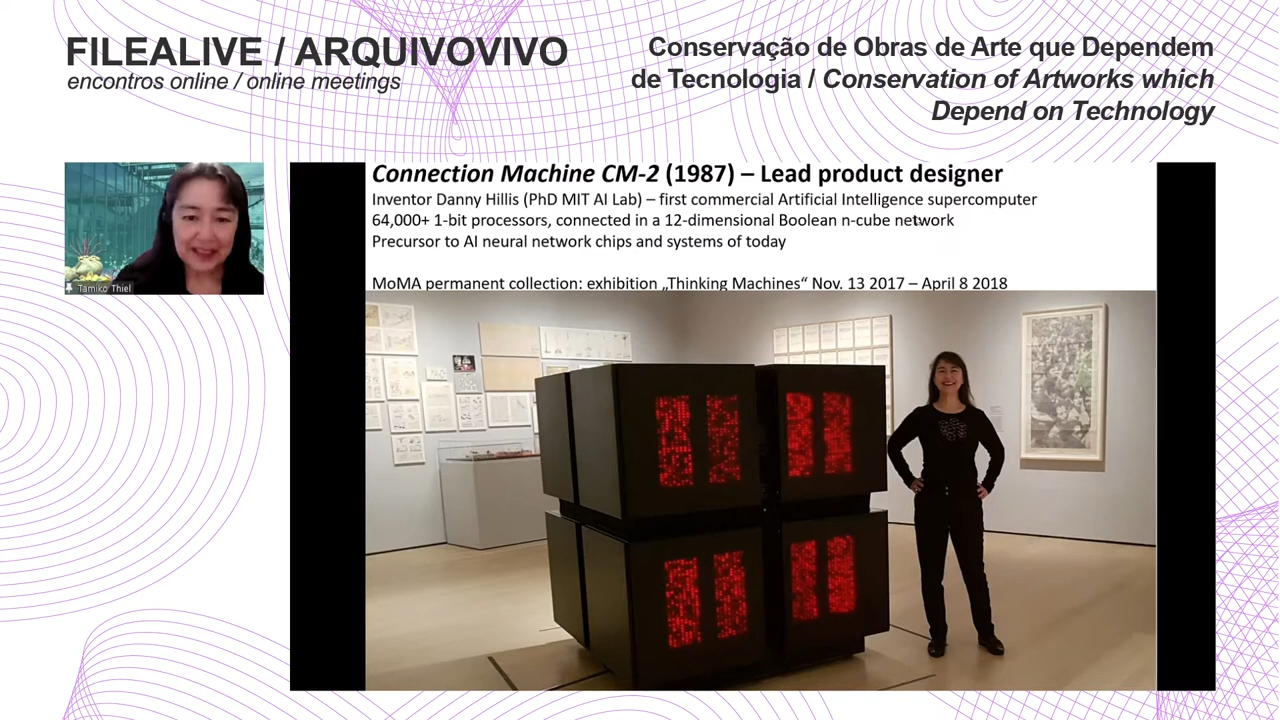 FILEALIVE / ARQUIVOVIVO
encontros online / online meetings
Conservação de Obras de Arte que Dependem
de Tecnologia / Conservation of Artworks which
Depend on Technology
Tamiko Thiel
Connection Machine CM-2 (1987) – Lead product designer
Inventor Danny Hillis (PhD MIT AI Lab) – first commercial Artificial Intelligence supercomputer
64,000+ 1-bit processors, connected in a 12-dimensional Boolean n-cube network
Precursor to AI neural network chips and systems of today
MoMA permanent collection: exhibition „Thinking Machines“ Nov. 13 2017 – April 8 2018